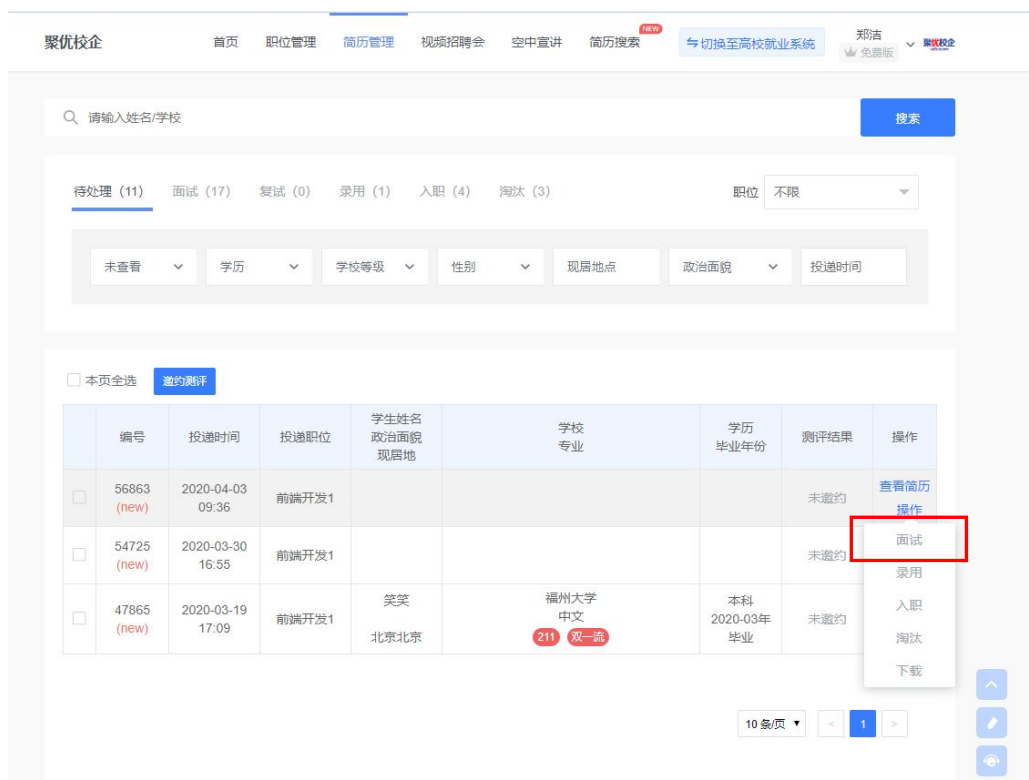 聚优校企 首页 职位管理 简历管理 视频招聘会 空中宣讲 简历搜索 NEW 切换至高校就业系统 郑洁 聚优校企
免费版
请输入姓名/学校 搜索
待处理 (11) 面试 (17) 复试 (0) 录用 (1) 入职 (4) 淘汰 (3) 职位 不限
未查看 学历 学校等级 性别 现居地点 政治面貌 投递时间
本页全选 邀约测评
编号 投递时间 投递职位 学生姓名 政治面貌 现居地 学校 专业 学历 毕业年份 测评结果 操作
56863 2020-04-03 前端开发1 未邀约 查看简历
(new) 09:36 操作
54725 2020-03-30 前端开发1 未邀约
(new) 16:55
47865 2020-03-19 前端开发1 笑笑 福州大学 本科 未邀约
(new) 17:09 北京北京 中文 2020-03年
211 双一流 毕业
面试
录用
入职
淘汰
下载
10 条/页 < 1 >